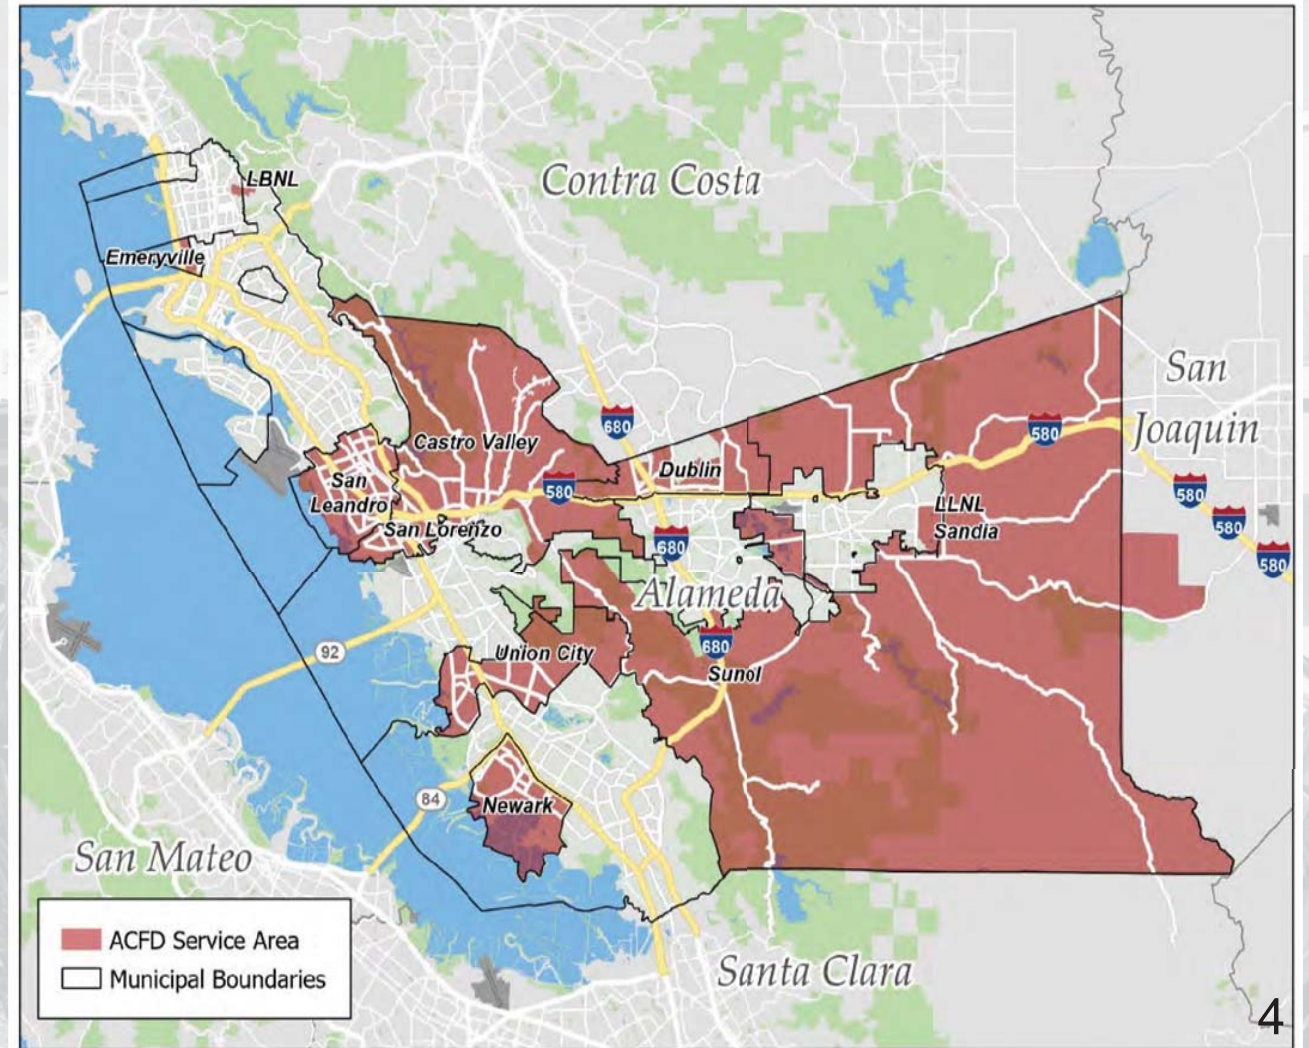 LBNL
Contra Costa
Emeryville
San
Joaquin
680
580
Castro Valley
Dublin
San
Leandro
580
580
LLNL
Sandia
580
San Lorenzo
680
580
Alameda
92
Union City
680
Sunol
84
Newark
San Mateo
ACFD Service Area
Municipal Boundaries
Santa Clara
4